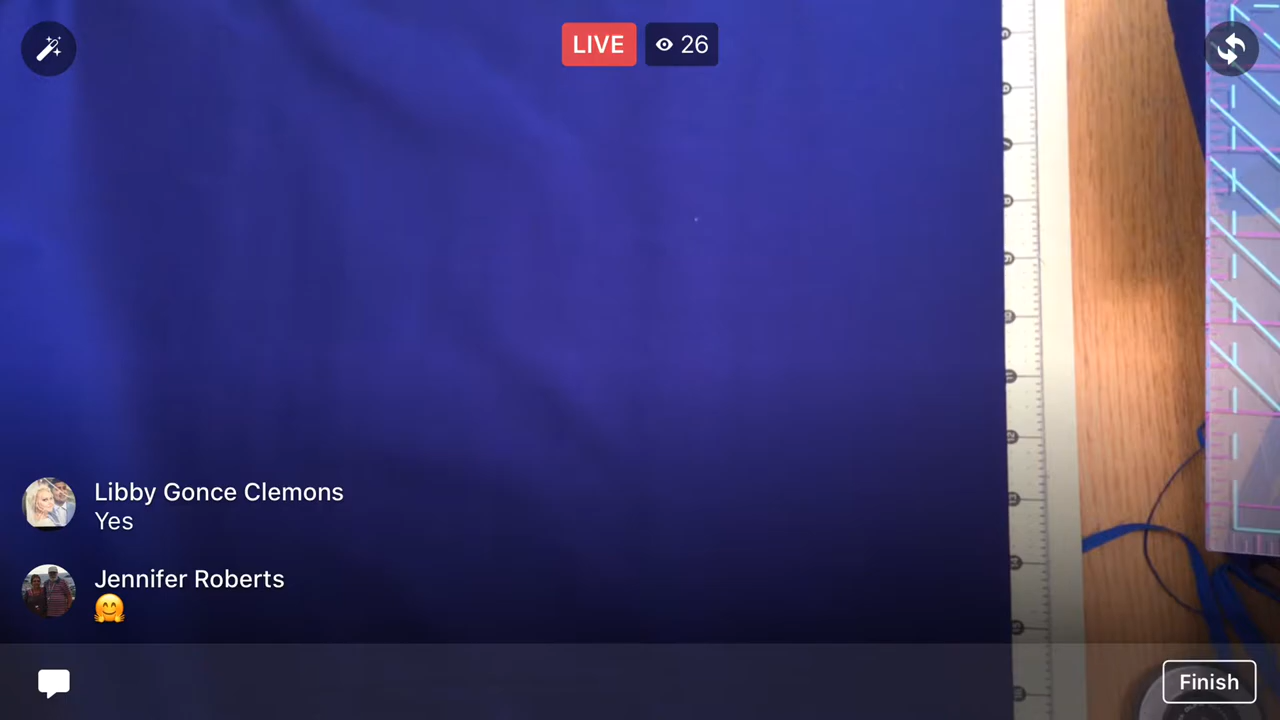 LIVE 26
Libby Gonce Clemons
Yes
Jennifer Roberts
🤗
Finish